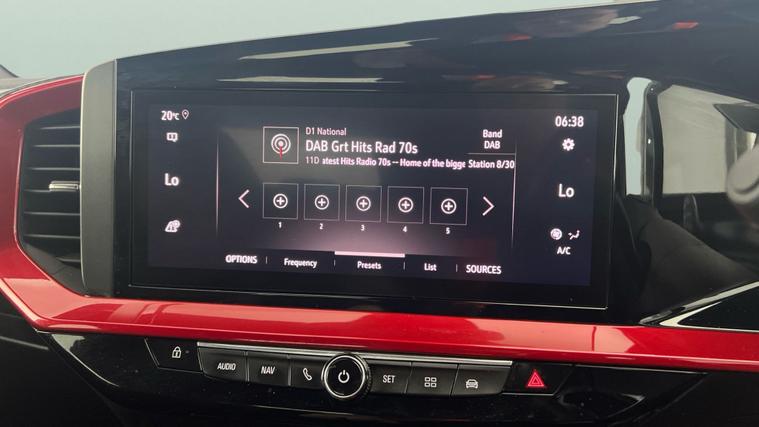 20°C
06:38
D1 National
DAB Grt Hits Rad 70s
11D atest Hits Radio 70s -- Home of the bigge
Band
DAB
Station 8/30
Lo
Lo
1 2 3 4 5
A/C
OPTIONS Frequency Presets List SOURCES
AUDIO NAV SET